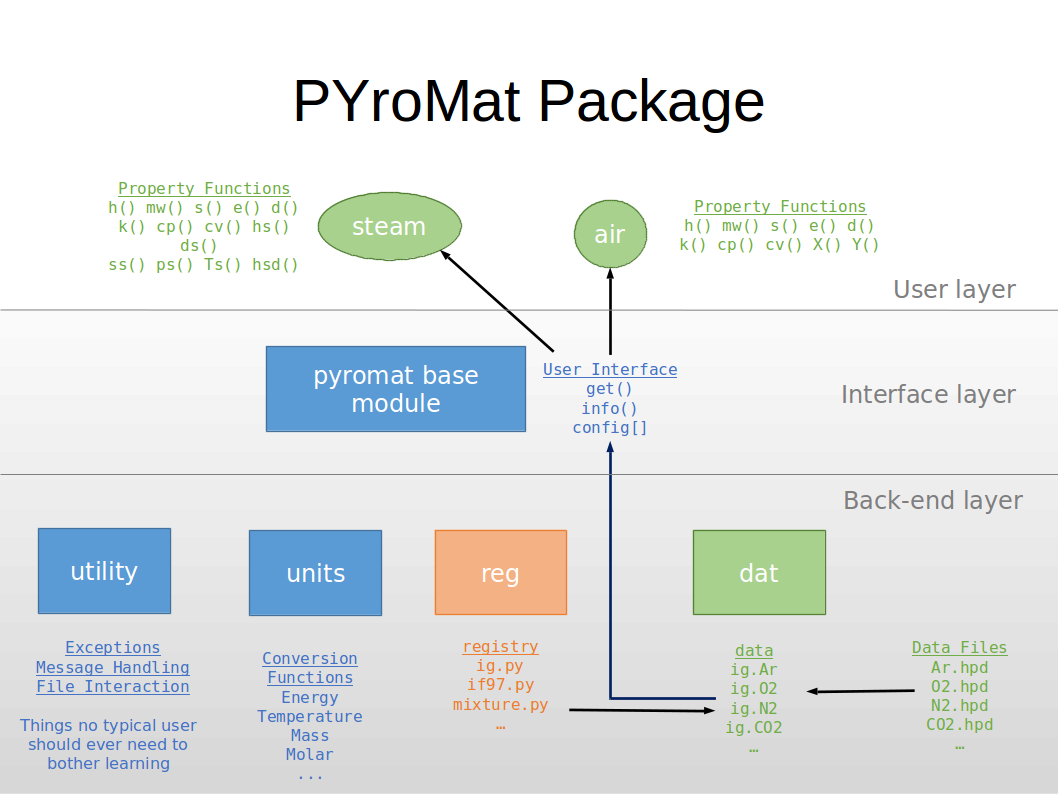 PYroMat Package
Property Functions
h() mw() s() e() d()
k() cp() cv() hs()
ds()
ss() ps() Ts() hsd()
steam
air
Property Functions
h() mw() s() e() d()
k() cp() cv() X() Y()
User layer
pyromat base
module
User Interface
get()
info()
config[]
Interface layer
Back-end layer
utility
units
reg
dat
Exceptions
Message Handling
File Interaction
Things no typical user
should ever need to
bother learning
Conversion
Functions
Energy
Temperature
Mass
Molar
...
registry
ig.py
if97.py
mixture.py
…
data
ig.Ar
ig.O2
ig.N2
ig.CO2
…
Data Files
Ar.hpd
O2.hpd
N2.hpd
CO2.hpd
…